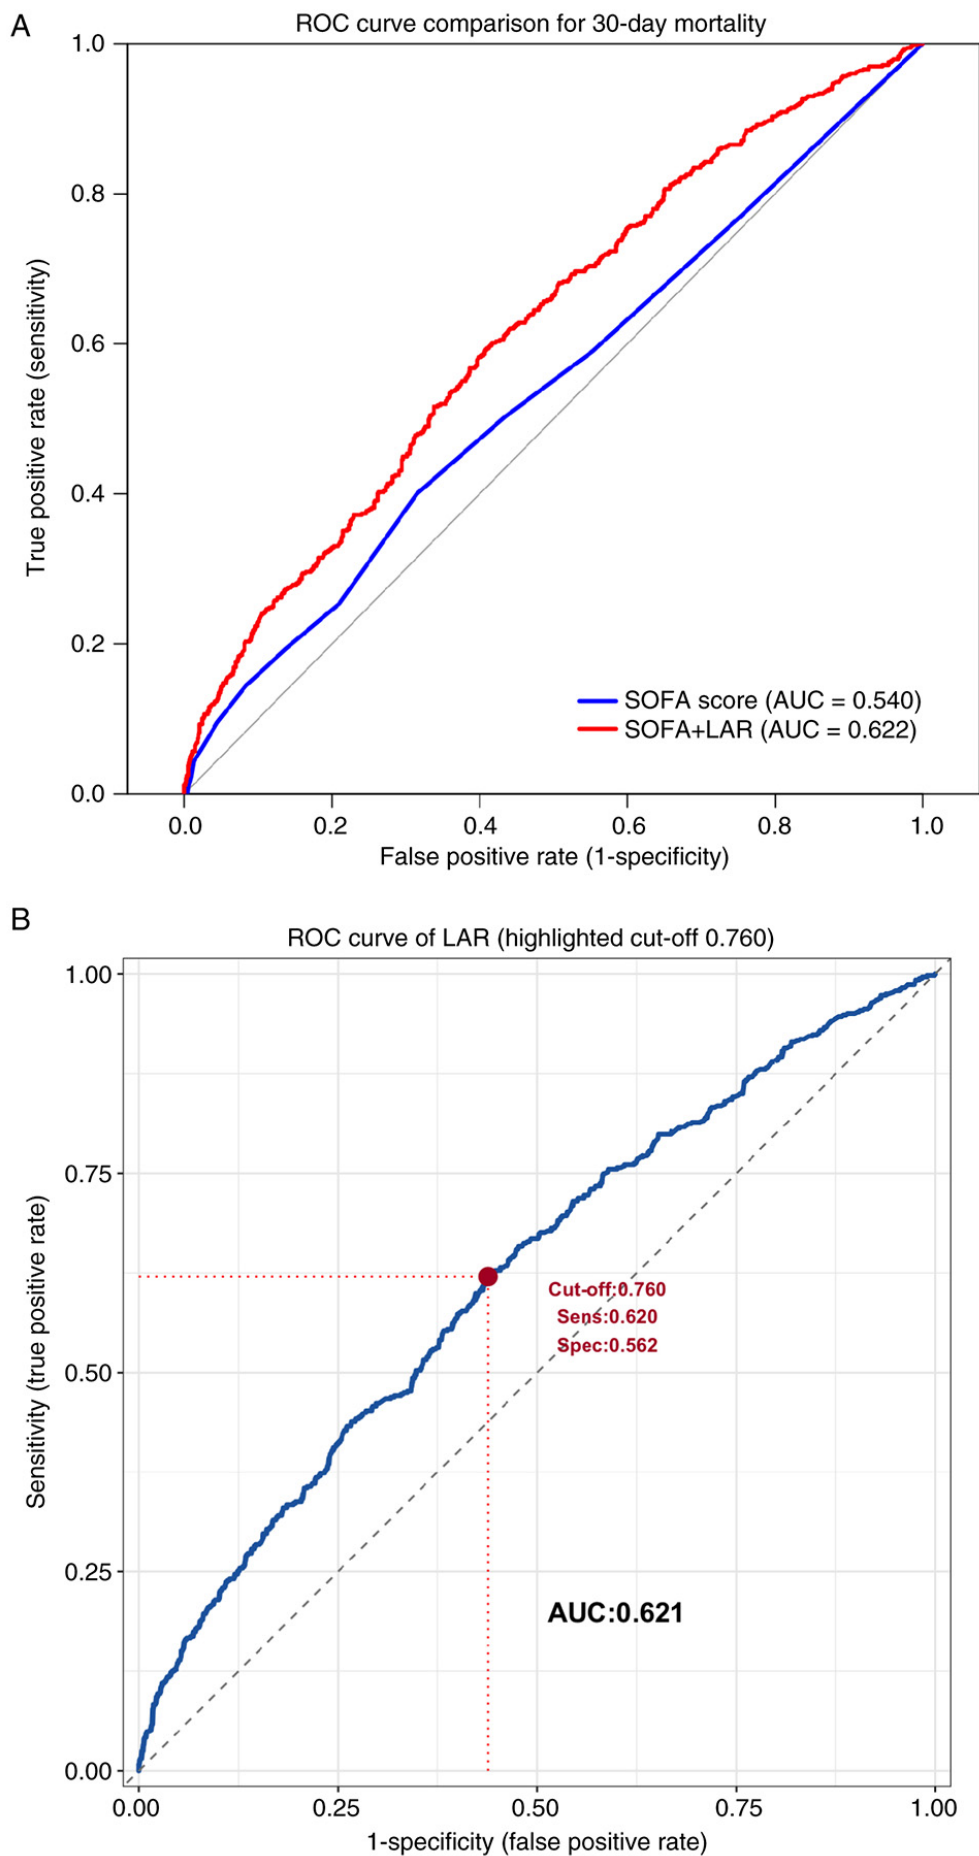 A
ROC curve comparison for 30-day mortality
1.0
0.8
0.6
0.4
0.2
0.0
True positive rate (sensitivity)
SOFA score (AUC = 0.540)
SOFA+LAR (AUC = 0.622)
0.0 0.2 0.4 0.6 0.8 1.0
False positive rate (1-specificity)
B
ROC curve of LAR (highlighted cut-off 0.760)
1.00
0.75
0.50
0.25
0.00
Sensitivity (true positive rate)
Cut-off:0.760
Sens:0.620
Spec:0.562
AUC:0.621
0.00 0.25 0.50 0.75 1.00
1-specificity (false positive rate)